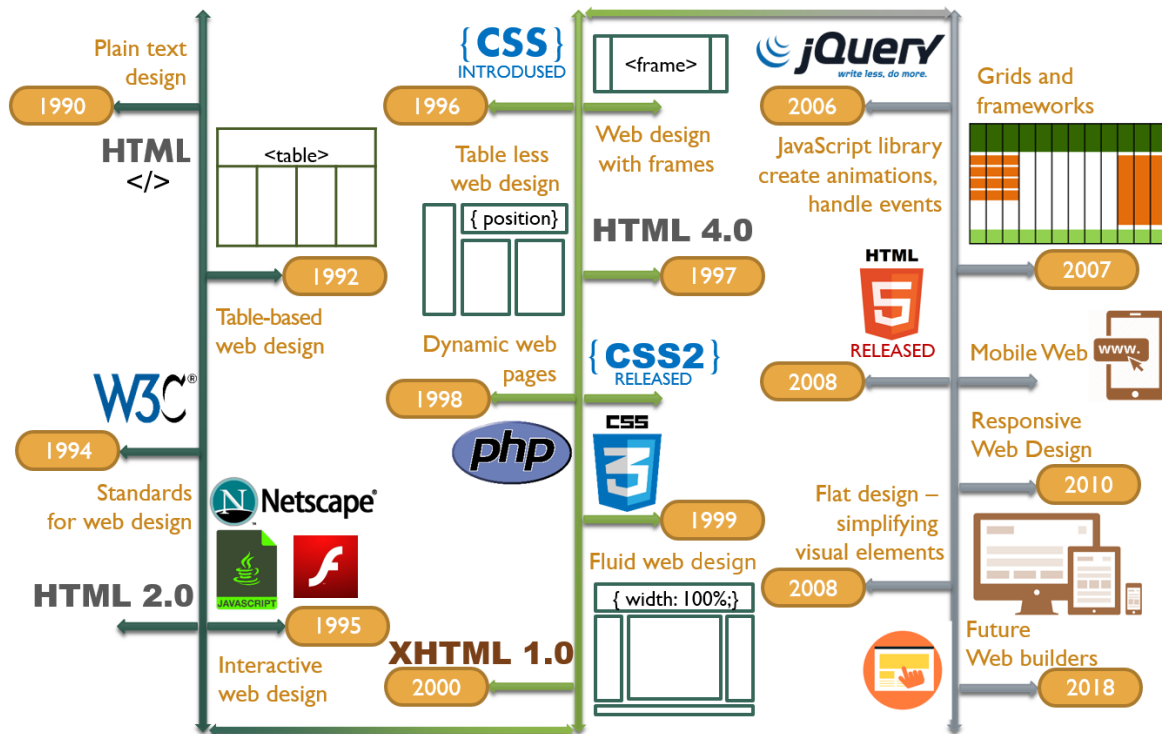 Plain text
design
1990
HTML
</>
<table>
1992
Table-based
web design
W3C®
1994
Standards
for web design
N Netscape®
JAVASCRIPT
HTML 2.0
1995
Interactive
web design
{CSS}
INTRODUSED
1996
<frame>
Web design
with frames
Table less
web design
{ position}
HTML 4.0
1997
Dynamic web
pages
1998
php
{CSS2}
RELEASED
CSS
3
1999
Fluid web design
{ width: 100%;}
XHTML 1.0
2000
jQuery
write less, do more.
2006
JavaScript library
create animations,
handle events
Grids and
frameworks
2007
HTML
5
RELEASED
2008
Mobile Web
www.
Responsive
Web Design
2010
Flat design –
simplifying
visual elements
2008
Future
Web builders
2018